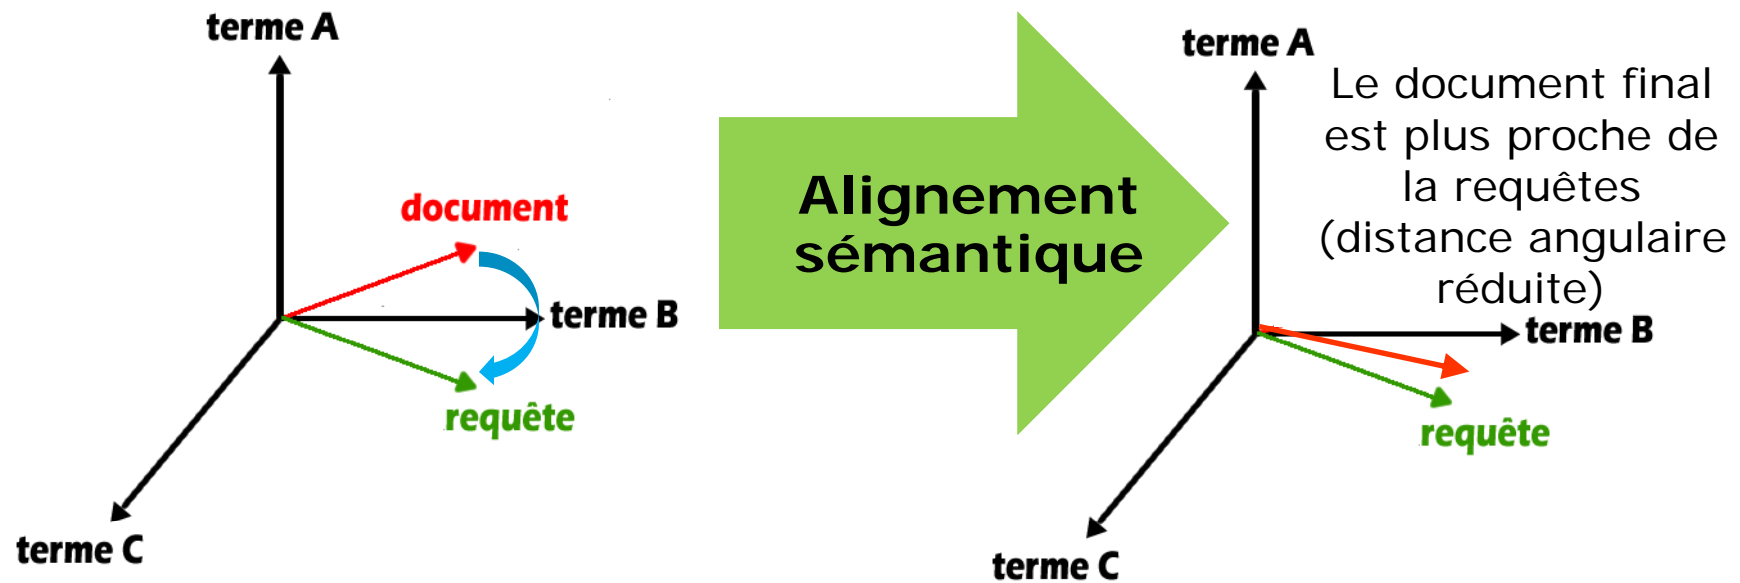 terme A
document
terme B
requête
terme C
Alignement
sémantique
terme A
Le document final
est plus proche de
la requêtes
(distance angulaire
réduite)
terme B
requête
terme C